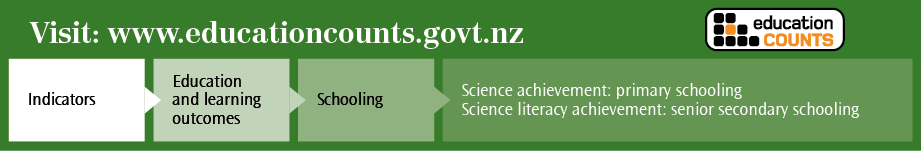 Visit: www.educationcounts.govt.nz
education
COUNTS
Indicators
Education
and learning
outcomes
Schooling
Science achievement: primary schooling
Science literacy achievement: senior secondary schooling